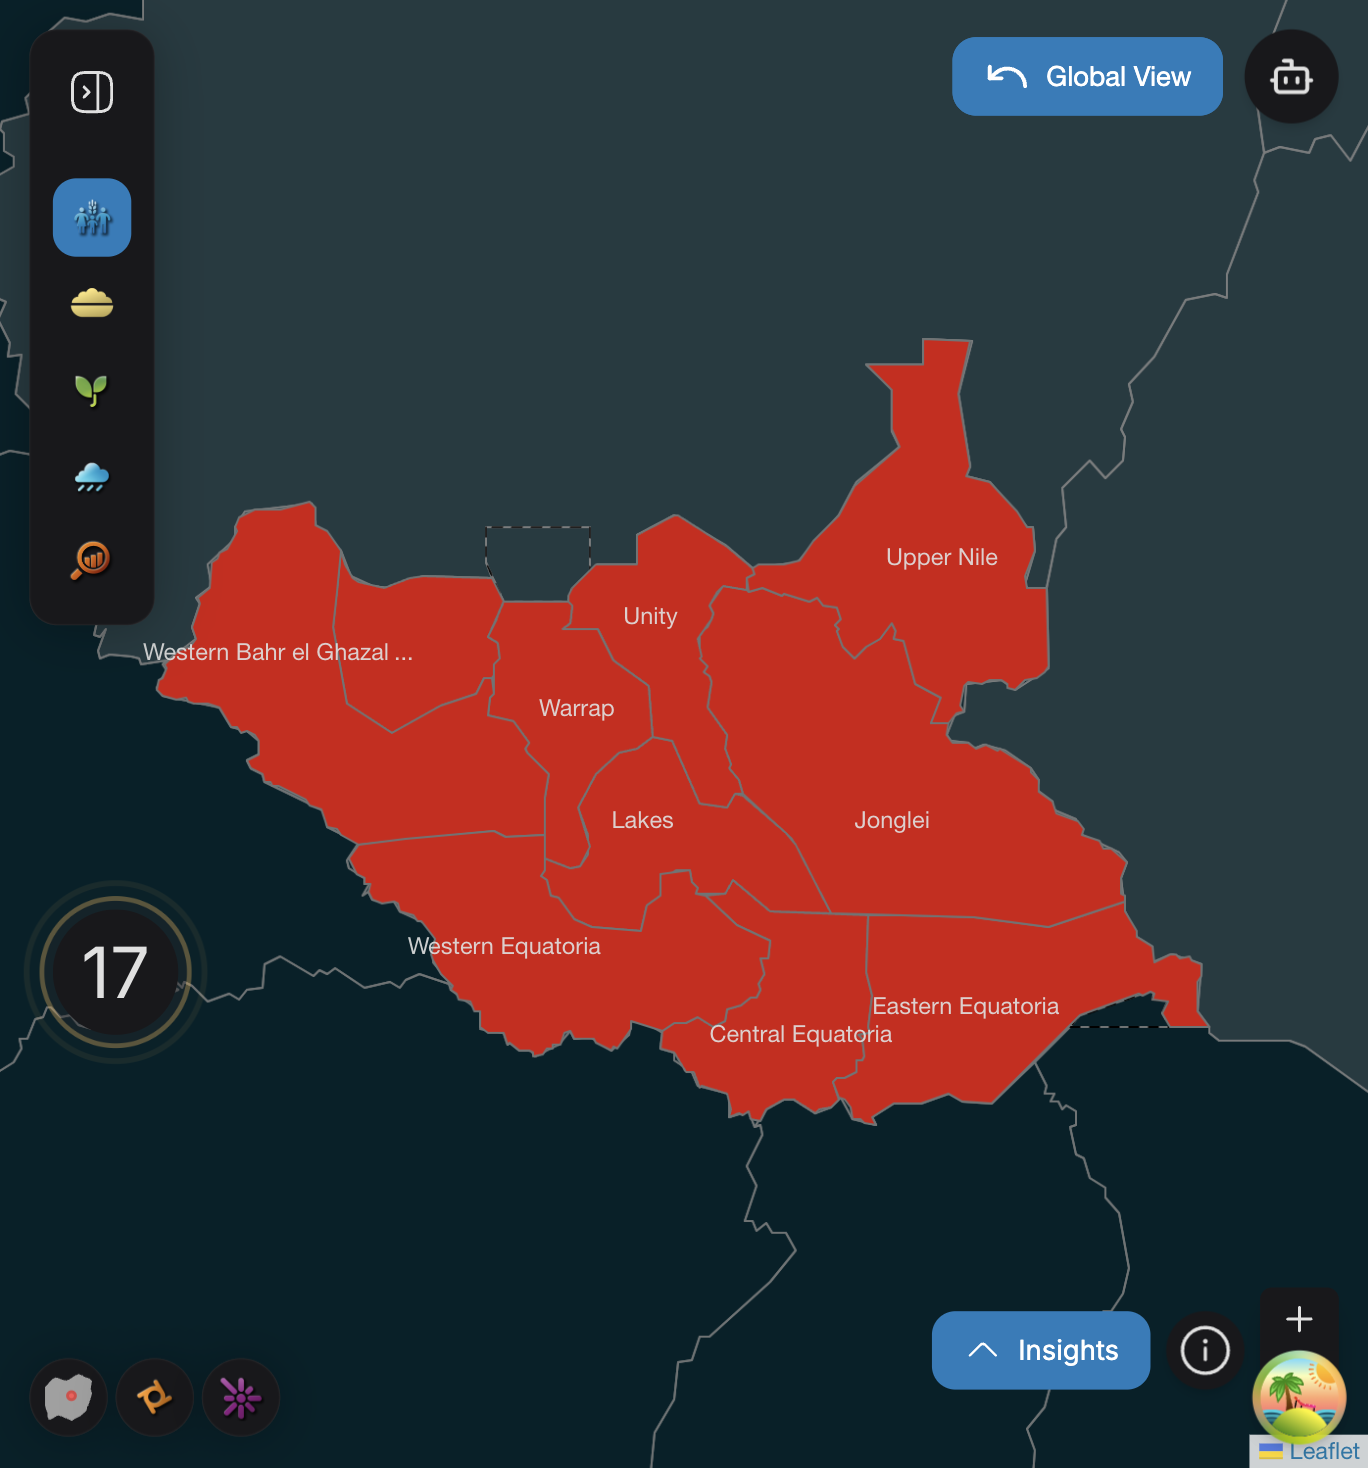 Global View
Upper Nile
Unity
Western Bahr el Ghazal ...
Warrap
Lakes
Jonglei
Western Equatoria
17
Eastern Equatoria
Central Equatoria
+
Insights
Leaflet